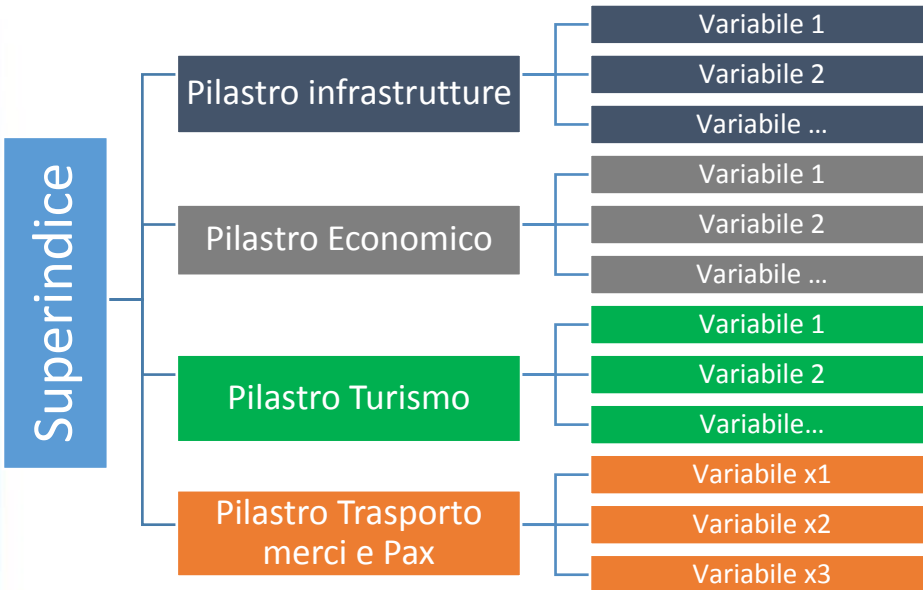 Superindice
Pilastro infrastrutture
Variabile 1
Variabile 2
Variabile ...
Pilastro Economico
Variabile 1
Variabile 2
Variabile ...
Pilastro Turismo
Variabile 1
Variabile 2
Variabile...
Pilastro Trasporto
merci e Pax
Variabile x1
Variabile x2
Variabile x3